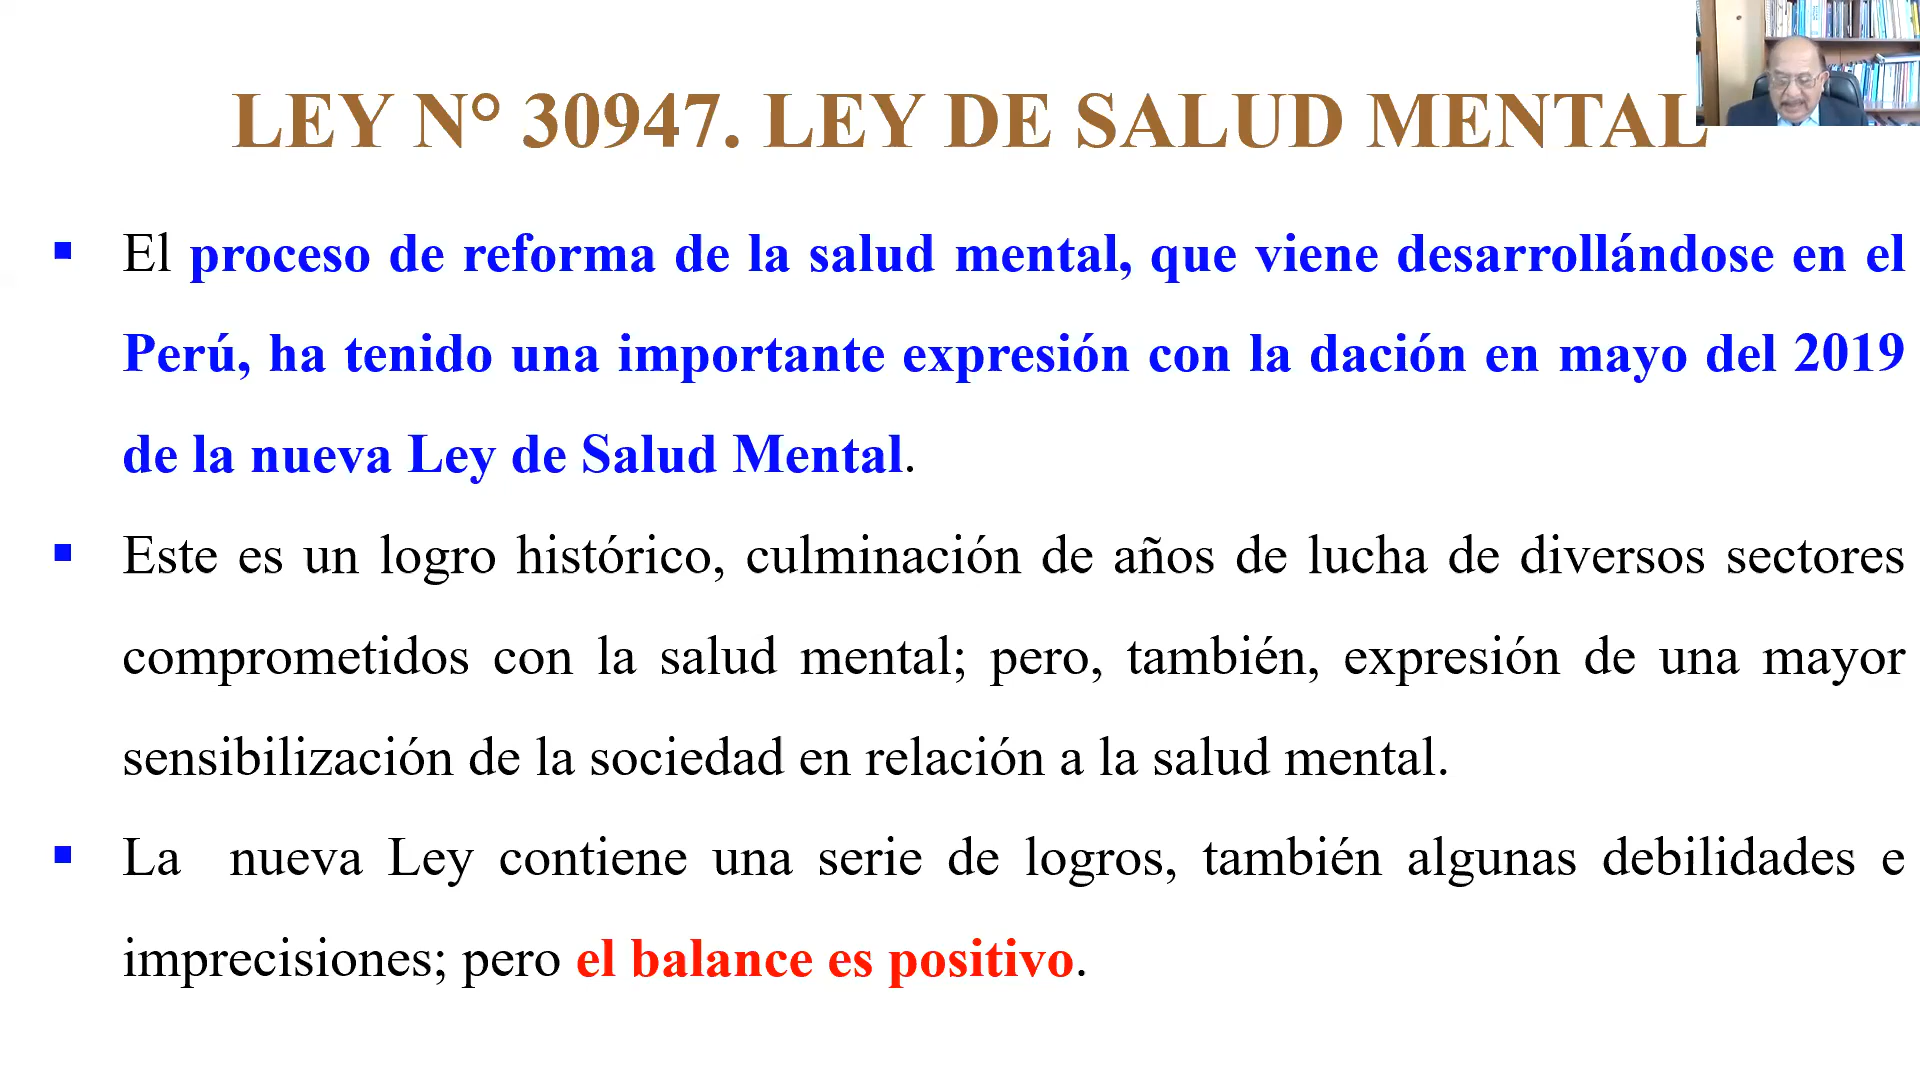 LEY N° 30947. LEY DE SALUD MENTAL
▪ El proceso de reforma de la salud mental, que viene desarrollándose en el
Perú, ha tenido una importante expresión con la dación en mayo del 2019
de la nueva Ley de Salud Mental.
▪ Este es un logro histórico, culminación de años de lucha de diversos sectores
comprometidos con la salud mental; pero, también, expresión de una mayor
sensibilización de la sociedad en relación a la salud mental.
▪ La nueva Ley contiene una serie de logros, también algunas debilidades e
imprecisiones; pero el balance es positivo.